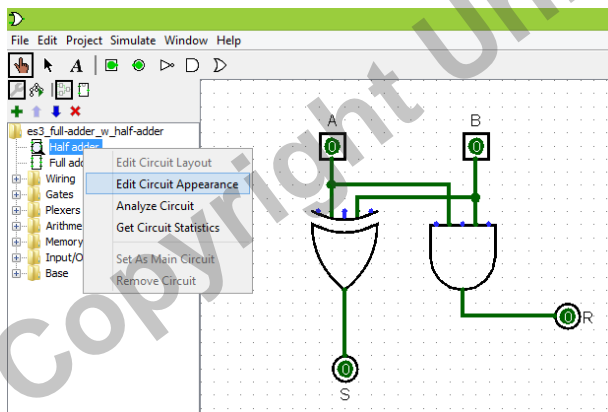 File Edit Project Simulate Window Help
A
es3_full-adder_w_half-adder
Half adder
Full add
Wiring
Gates
Plexers
Arithme
Memory
Input/O
Base
Edit Circuit Layout
Edit Circuit Appearance
Analyze Circuit
Get Circuit Statistics
Set As Main Circuit
Remove Circuit
A B
0 0
0 R
0
S
Copyright Un